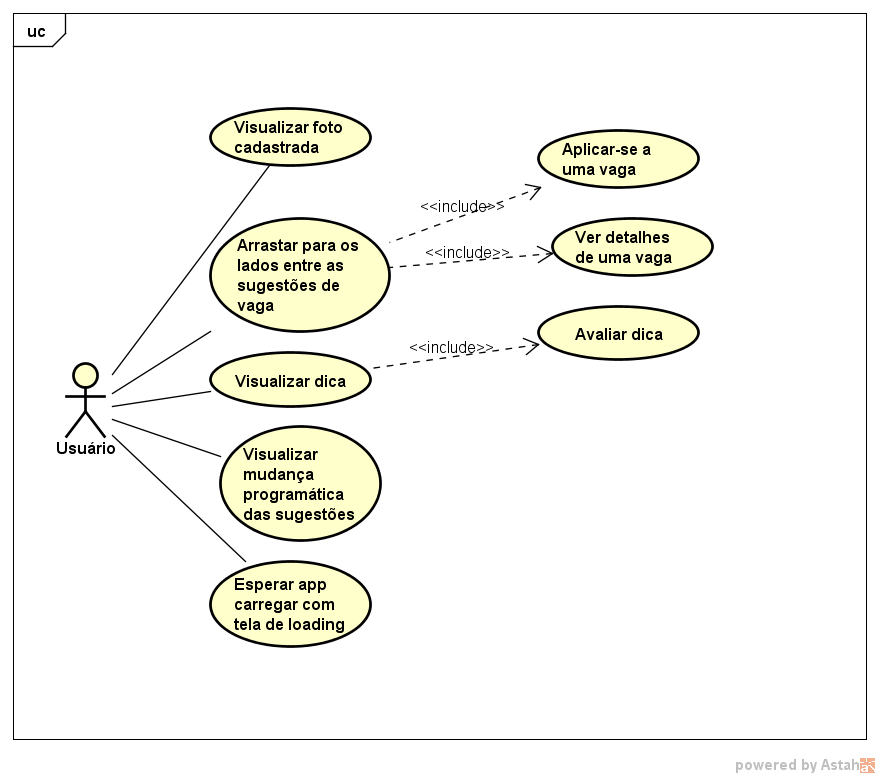 uc
Visualizar foto
cadastrada
Aplicar-se a
uma vaga
<<include>>
Arrastar para os
lados entre as
sugestões de
vaga
<<include>>
Ver detalhes
de uma vaga
Visualizar dica
<<include>>
Avaliar dica
Usuário
Visualizar
mudança
programática
das sugestões
Esperar app
carregar com
tela de loading
powered by Astah